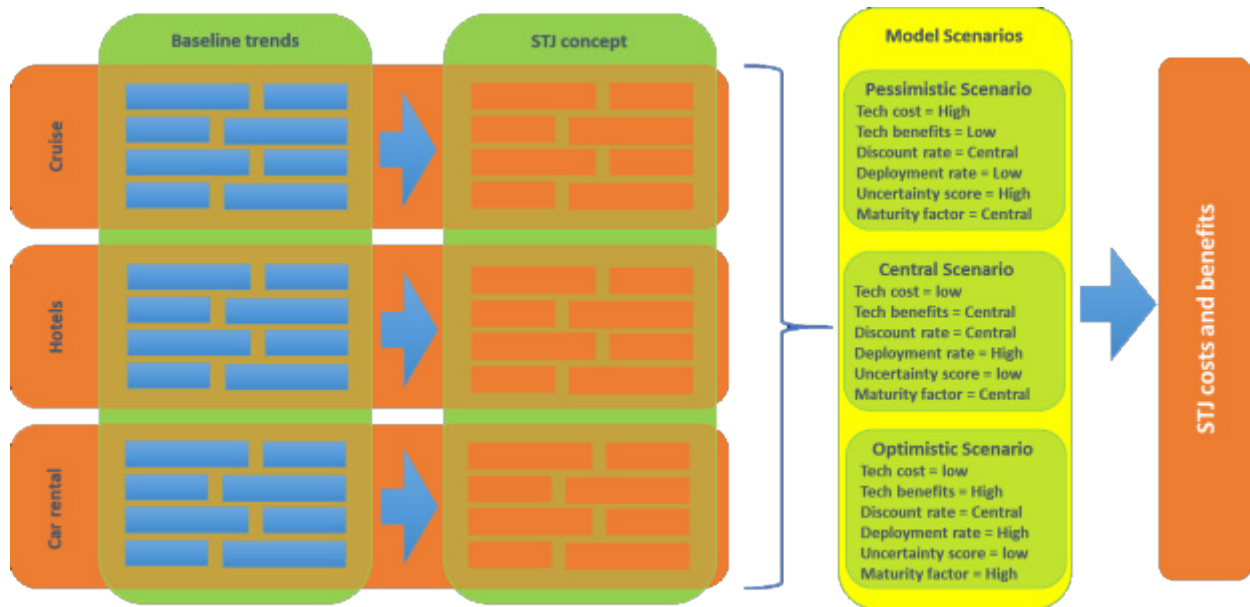 Baseline trends
STJ concept
Cruise
Hotels
Car rental
Model Scenarios
Pessimistic Scenario
Tech cost = High
Tech benefits = Low
Discount rate = Central
Deployment rate = Low
Uncertainty score = High
Maturity factor = Central
Central Scenario
Tech cost = low
Tech benefits = Central
Discount rate = Central
Deployment rate = High
Uncertainty score = low
Maturity factor = Central
Optimistic Scenario
Tech cost = low
Tech benefits = High
Discount rate = Central
Deployment rate = High
Uncertainty score = low
Maturity factor = High
STJ costs and benefits